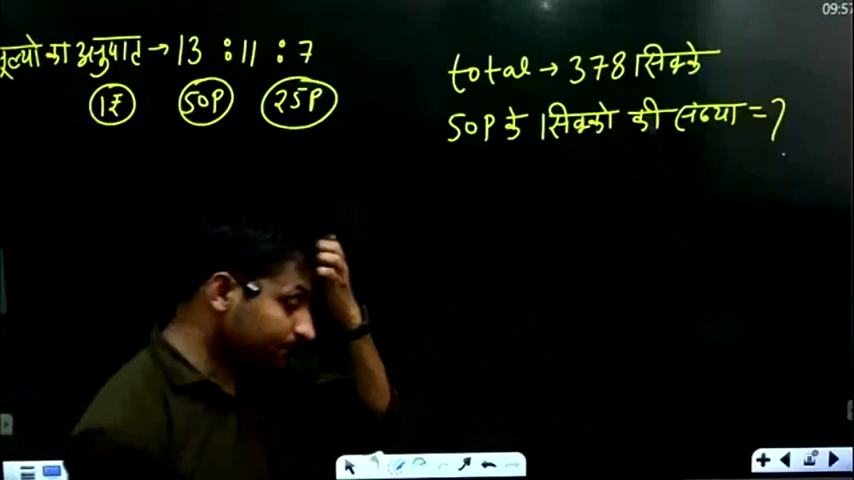 09:57
मूल्यो का अनुपात → 13 : 11 : 7
1₹ 50P 25P
total → 378 सिक्के
50P के सिक्को की संख्या = ?